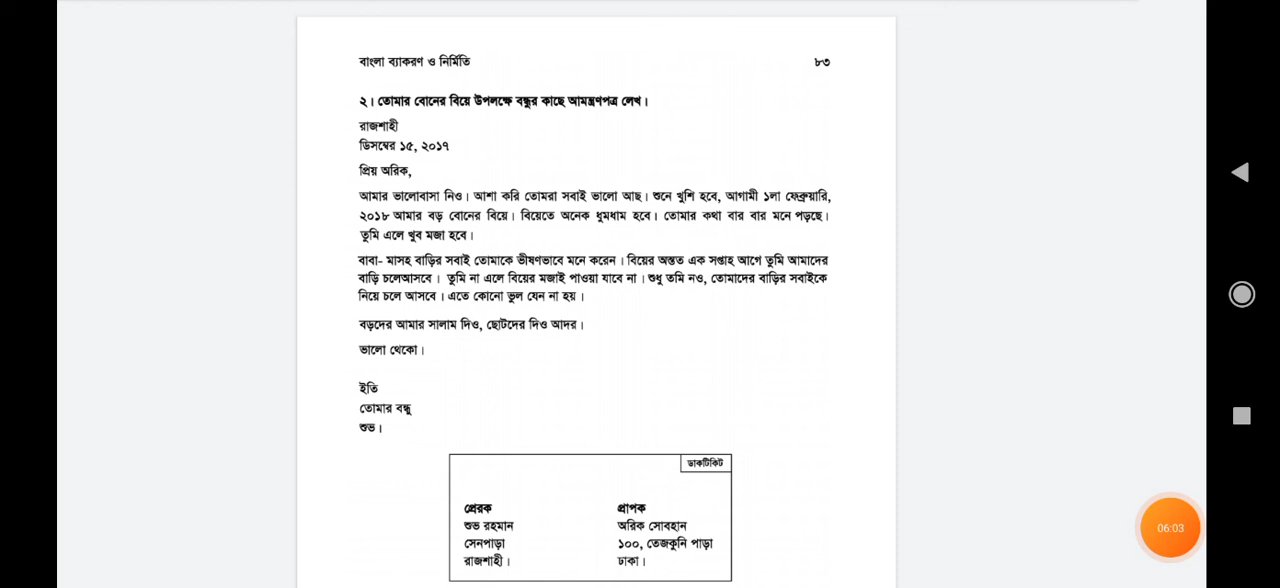 বাংলা ব্যাকরণ ও নির্মিতি ৮৩
২। তোমার বোনের বিয়ে উপলক্ষে বন্ধুর কাছে আমন্ত্রণপত্র লেখ।
রাজশাহী
ডিসম্বের ১৫, ২০১৭
প্রিয় অরিক,
আমার ভালোবাসা নিও। আশা করি তোমরা সবাই ভালো আছ। শুনে খুশি হবে, আগামী ১লা ফেব্রুয়ারি,
২০১৮ আমার বড় বোনের বিয়ে। বিয়েতে অনেক ধুমধাম হবে। তোমার কথা বার বার মনে পড়ছে।
তুমি এলে খুব মজা হবে।
বাবা- মাসহ বাড়ির সবাই তোমাকে ভীষণভাবে মনে করেন। বিয়ের অন্তত এক সপ্তাহ আগে তুমি আমাদের
বাড়ি চলেআসবে। তুমি না এলে বিয়ের মজাই পাওয়া যাবে না। শুধু তমি নও, তোমাদের বাড়ির সবাইকে
নিয়ে চলে আসবে। এতে কোনো ভুল যেন না হয়।
বড়দের আমার সালাম দিও, ছোটদের দিও আদর।
ভালো থেকো।
ইতি
তোমার বন্ধু
শুভ।
ডাকটিকিট
প্রেরক প্রাপক
শুভ রহমান অরিক সোবহান
সেনপাড়া ১০০, তেজকুনি পাড়া
রাজশাহী। ঢাকা।
06:03